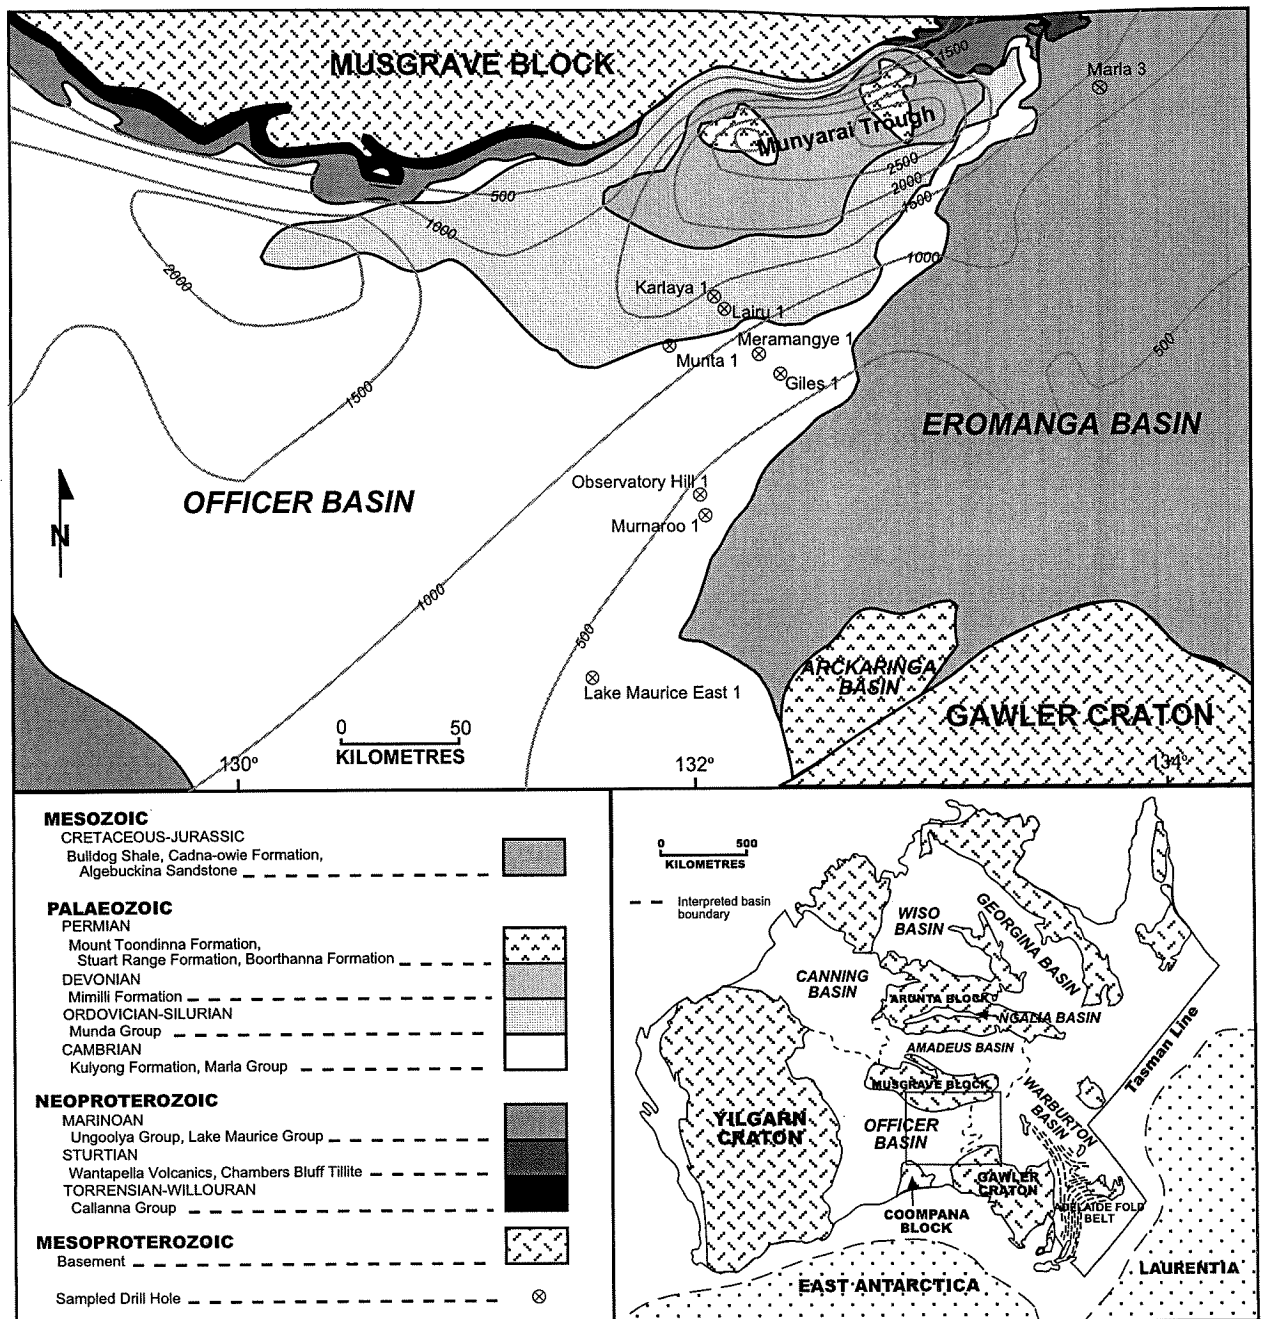 MUSGRAVE BLOCK
1500
Marla 3
Munyarai Trough
2500
2000
1500
500
1000
2000
1000
Karlaya 1
Lairu 1
Meramangye 1
Munta 1
Giles 1
500
1500
EROMANGA BASIN
OFFICER BASIN
Observatory Hill 1
Murnaroo 1
N
1000
500
Lake Maurice East 1
ARCKARINGA
BASIN
GAWLER CRATON
0 50
KILOMETRES
130°
132°
134°
MESOZOIC
CRETACEOUS-JURASSIC
Bulldog Shale, Cadna-owie Formation,
Algebuckina Sandstone
PALAEOZOIC
PERMIAN
Mount Toondinna Formation,
Stuart Range Formation, Boorthanna Formation
DEVONIAN
Mimilli Formation
ORDOVICIAN-SILURIAN
Munda Group
CAMBRIAN
Kulyong Formation, Marla Group
NEOPROTEROZOIC
MARINOAN
Ungoolya Group, Lake Maurice Group
STURTIAN
Wantapella Volcanics, Chambers Bluff Tillite
TORRENSIAN-WILLOURAN
Callanna Group
MESOPROTEROZOIC
Basement
Sampled Drill Hole
0 500
KILOMETRES
Interpreted basin
boundary
WISO
BASIN
GEORGINA BASIN
CANNING
BASIN
ARUNTA BLOCK
NGALIA BASIN
AMADEUS BASIN
MUSGRAVE BLOCK
Tasman Line
WARBURTON
BASIN
YILGARN
CRATON
OFFICER
BASIN
GAWLER
CRATON
COOMPANA
BLOCK
ADELAIDE FOLD
BELT
EAST ANTARCTICA
LAURENTIA